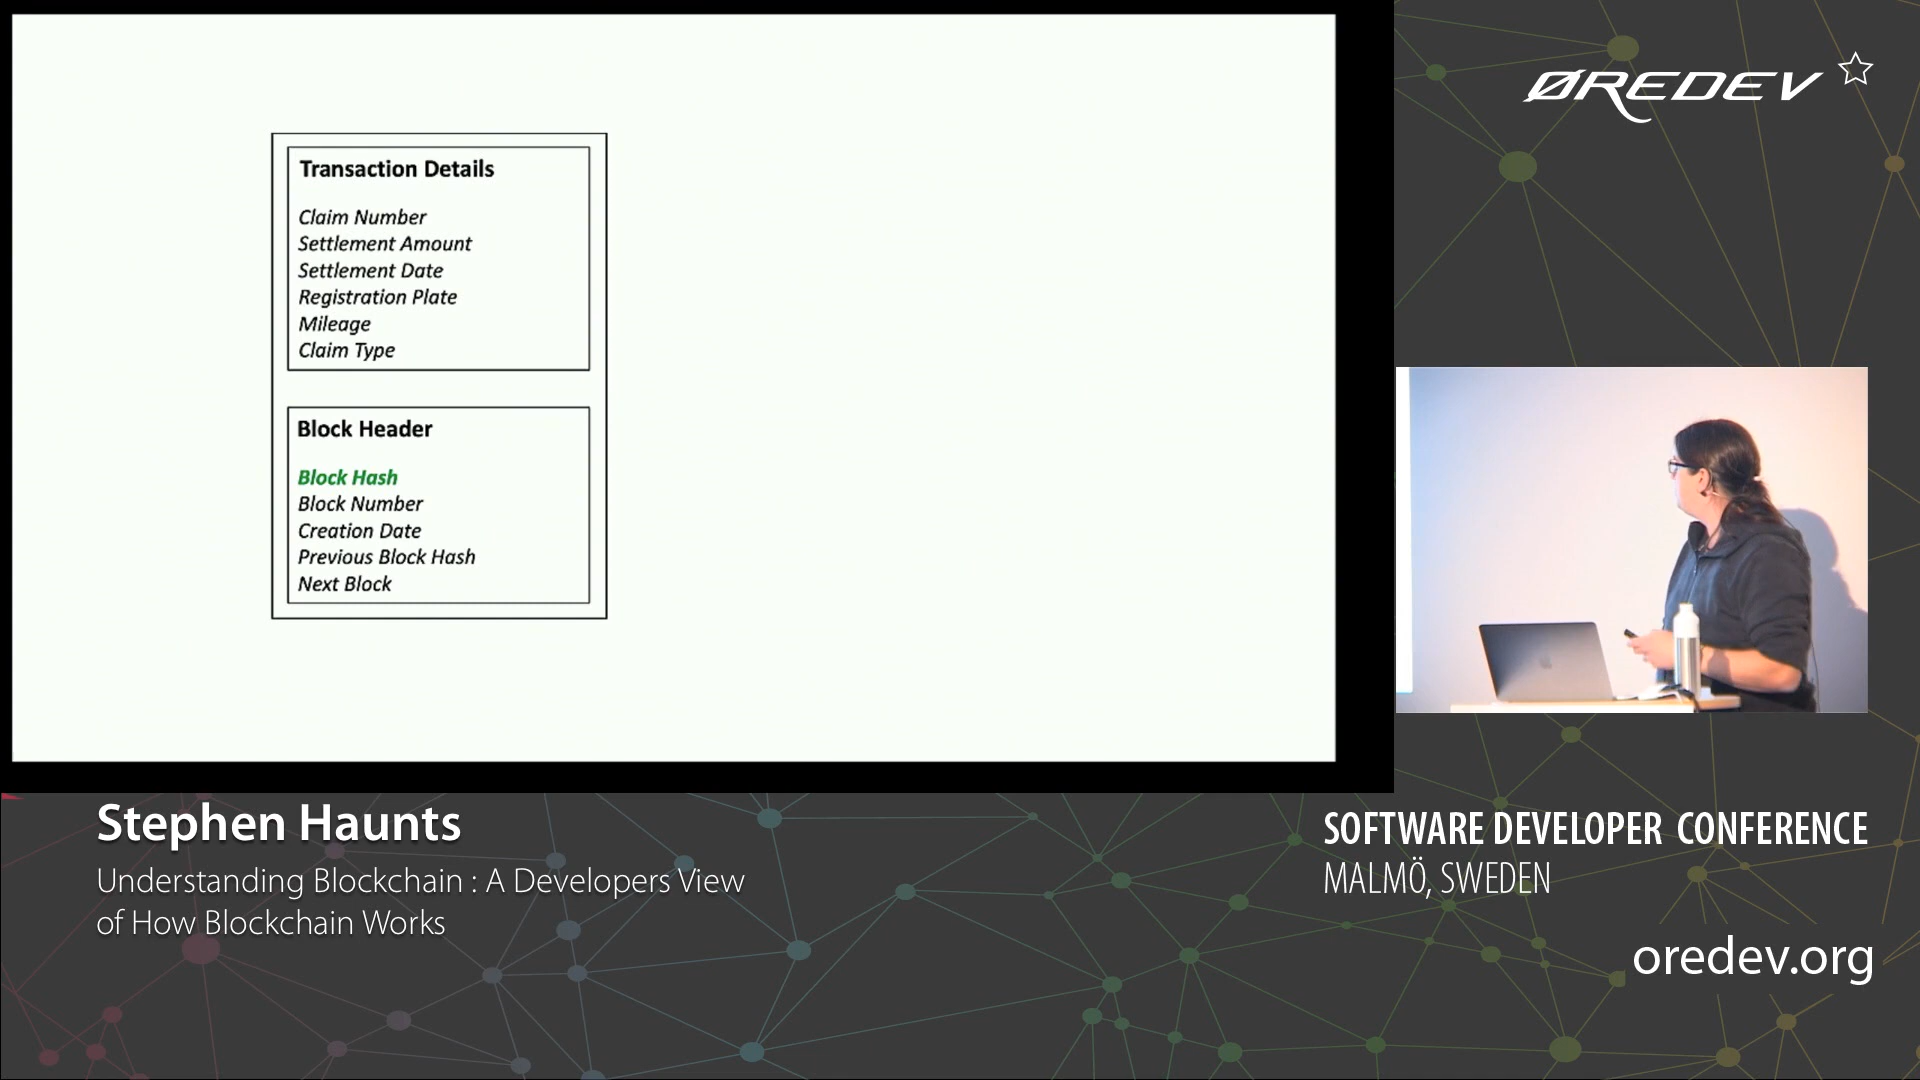 Transaction Details
Claim Number
Settlement Amount
Settlement Date
Registration Plate
Mileage
Claim Type
Block Header
Block Hash
Block Number
Creation Date
Previous Block Hash
Next Block
ØREDEV
Stephen Haunts
Understanding Blockchain : A Developers View
of How Blockchain Works
SOFTWARE DEVELOPER CONFERENCE
MALMÖ, SWEDEN
oredev.org